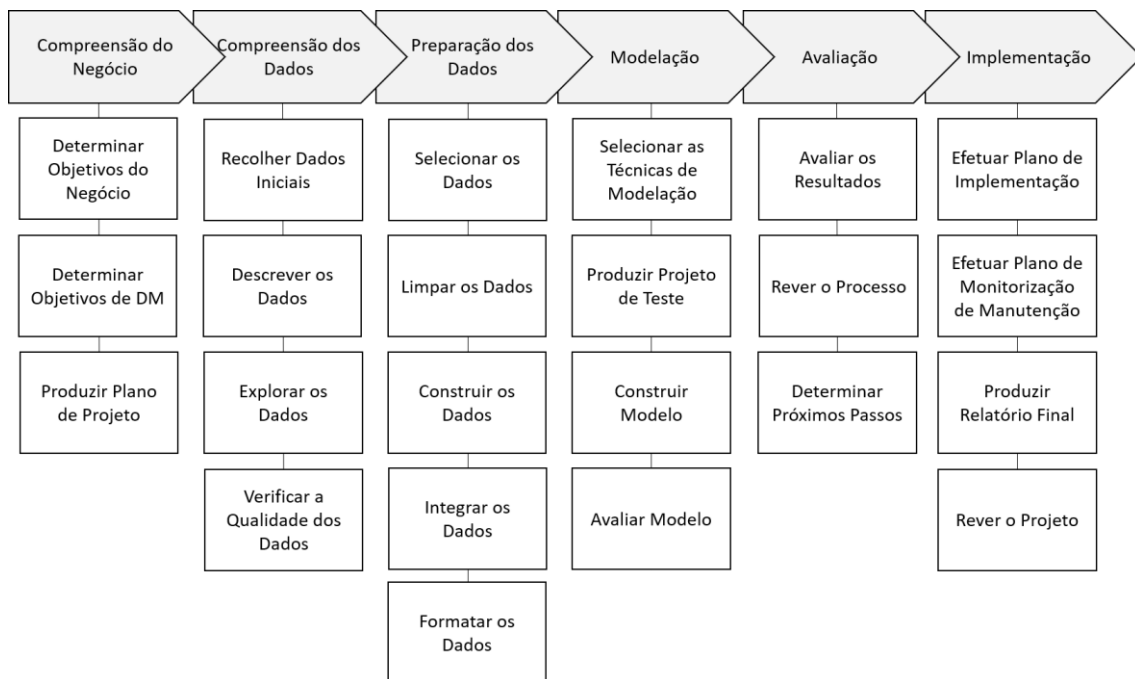 Compreensão do
Negócio
Compreensão dos
Dados
Preparação dos
Dados
Modelação
Avaliação
Implementação
Determinar
Objetivos do
Negócio
Determinar
Objetivos de DM
Produzir Plano
de Projeto
Recolher Dados
Iniciais
Descrever os
Dados
Explorar os
Dados
Verificar a
Qualidade dos
Dados
Selecionar os
Dados
Limpar os Dados
Construir os
Dados
Integrar os
Dados
Formatar os
Dados
Selecionar as
Técnicas de
Modelação
Produzir Projeto
de Teste
Construir
Modelo
Avaliar Modelo
Avaliar os
Resultados
Rever o Processo
Determinar
Próximos Passos
Efetuar Plano de
Implementação
Efetuar Plano de
Monitorização
de Manutenção
Produzir
Relatório Final
Rever o Projeto